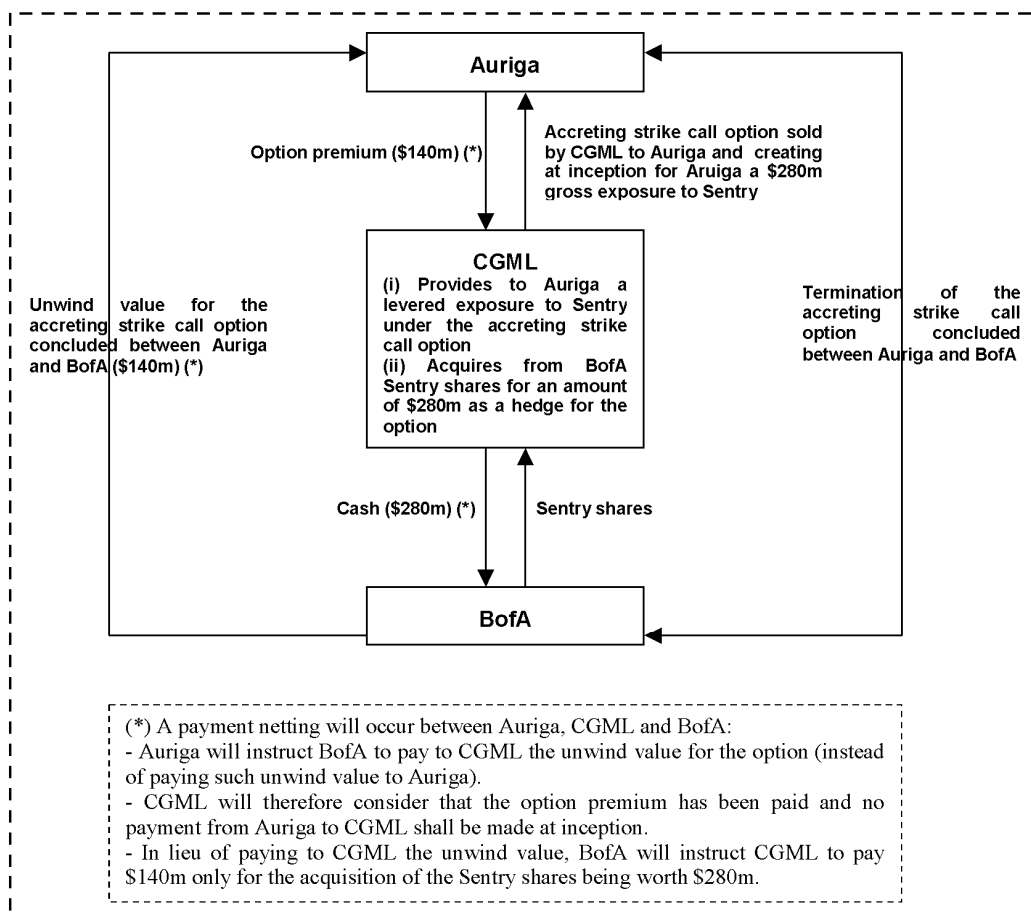 Auriga
Option premium ($140m) (*)
Accreting strike call option sold
by CGML to Auriga and creating
at inception for Aruiga a $280m
gross exposure to Sentry
CGML
(i) Provides to Auriga a
levered exposure to Sentry
under the accreting strike
call option
(ii) Acquires from BofA
Sentry shares for an amount
of $280m as a hedge for the
option
Unwind value for the
accreting strike call option
concluded between Auriga
and BofA ($140m) (*)
Termination of the
accreting strike call
option concluded
between Auriga and BofA
Cash ($280m) (*)
Sentry shares
BofA
(*) A payment netting will occur between Auriga, CGML and BofA:
- Auriga will instruct BofA to pay to CGML the unwind value for the option (instead
of paying such unwind value to Auriga).
- CGML will therefore consider that the option premium has been paid and no
payment from Auriga to CGML shall be made at inception.
- In lieu of paying to CGML the unwind value, BofA will instruct CGML to pay
$140m only for the acquisition of the Sentry shares being worth $280m.